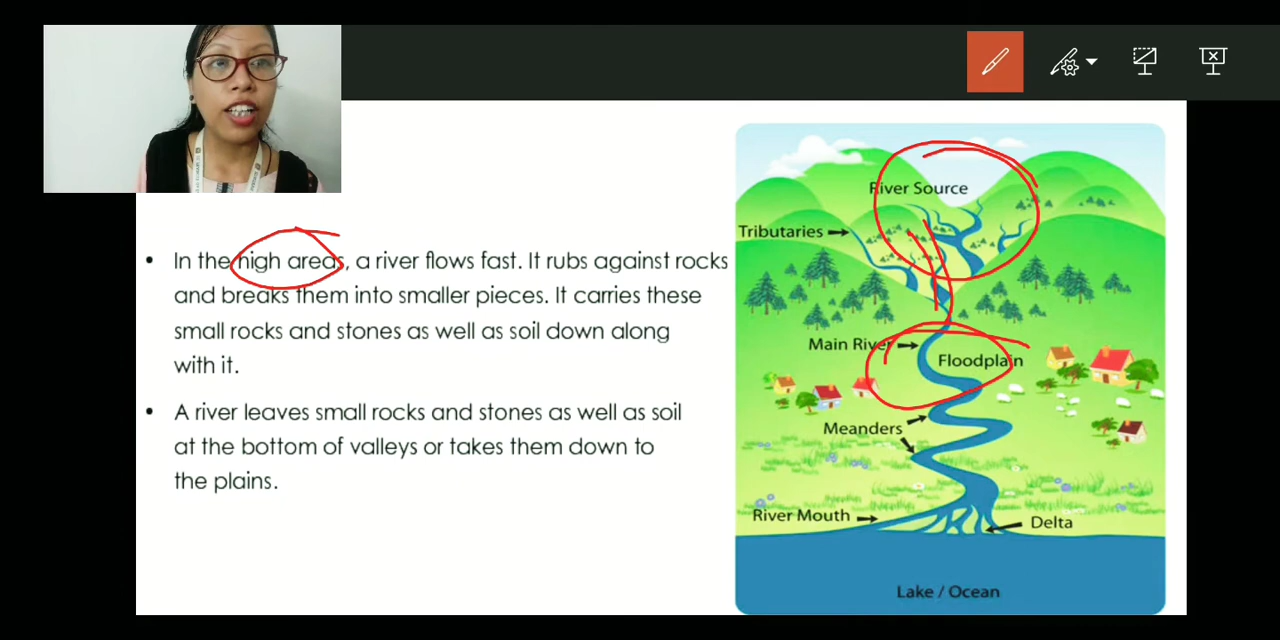 • In the high areas, a river flows fast. It rubs against rocks
and breaks them into smaller pieces. It carries these
small rocks and stones as well as soil down along
with it.
• A river leaves small rocks and stones as well as soil
at the bottom of valleys or takes them down to
the plains.
River Source
Tributaries
Main River
Floodplain
Meanders
River Mouth
Delta
Lake / Ocean